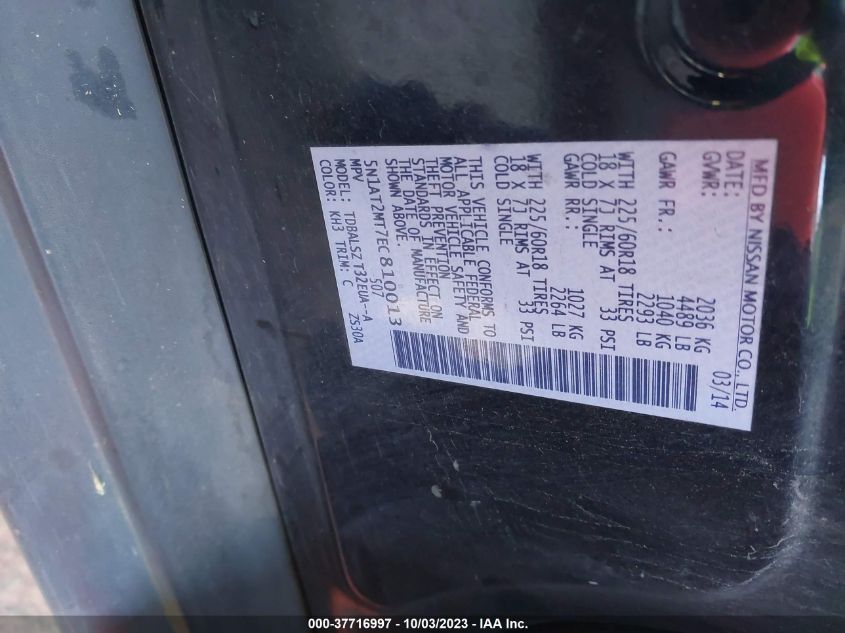 MFD BY NISSAN MOTOR CO., LTD.
DATE: 03/14
GVWR: 2036 KG
4489 LB
GAWR FR.: 1040 KG
2293 LB
WITH 225/60R18 TIRES
18 X 7J RIMS AT 33 PSI
COLD SINGLE
GAWR RR.: 1027 KG
2264 LB
WITH 225/60R18 TIRES
18 X 7J RIMS AT 33 PSI
COLD SINGLE
THIS VEHICLE CONFORMS TO
ALL APPLICABLE FEDERAL
MOTOR VEHICLE SAFETY AND
THEFT PREVENTION
STANDARDS IN EFFECT ON
THE DATE OF MANUFACTURE
SHOWN ABOVE.
5N1AT2MT7EC810013
MPV 507
MODEL: TDBALSZ T32EUA--A
COLOR: KH3 TRIM: C ZS30A
000-37716997 - 10/03/2023 - IAA Inc.